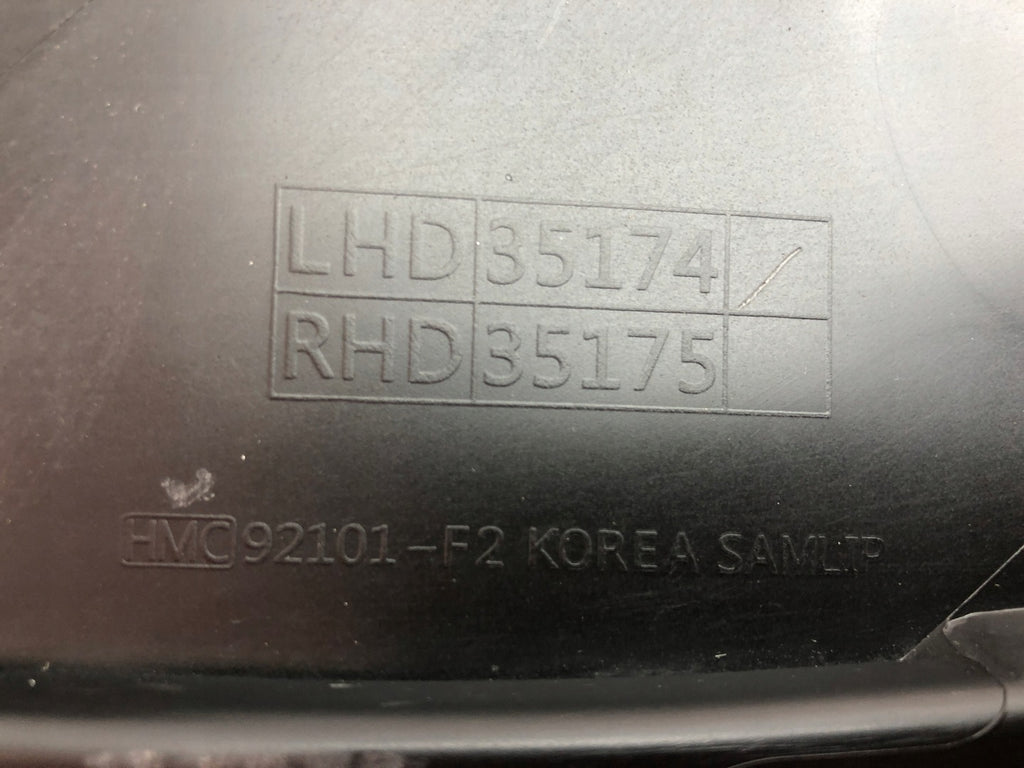 LHD 35174
RHD 35175
HMC 92101-F2 KOREA SAMLIP